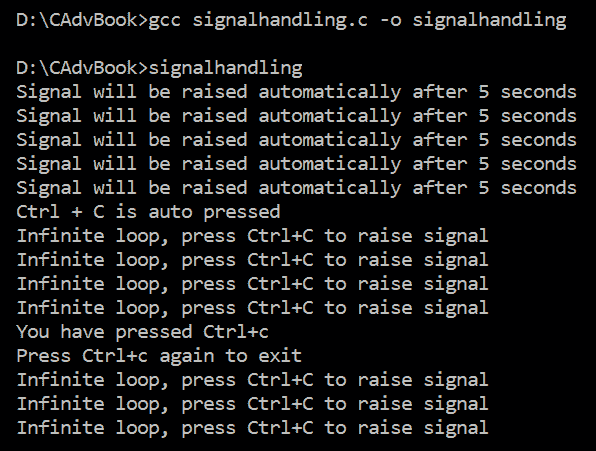 D:\CAdvBook>gcc signalhandling.c -o signalhandling
D:\CAdvBook>signalhandling
Signal will be raised automatically after 5 seconds
Signal will be raised automatically after 5 seconds
Signal will be raised automatically after 5 seconds
Signal will be raised automatically after 5 seconds
Signal will be raised automatically after 5 seconds
Ctrl + C is auto pressed
Infinite loop, press Ctrl+C to raise signal
Infinite loop, press Ctrl+C to raise signal
Infinite loop, press Ctrl+C to raise signal
Infinite loop, press Ctrl+C to raise signal
You have pressed Ctrl+c
Press Ctrl+c again to exit
Infinite loop, press Ctrl+C to raise signal
Infinite loop, press Ctrl+C to raise signal
Infinite loop, press Ctrl+C to raise signal